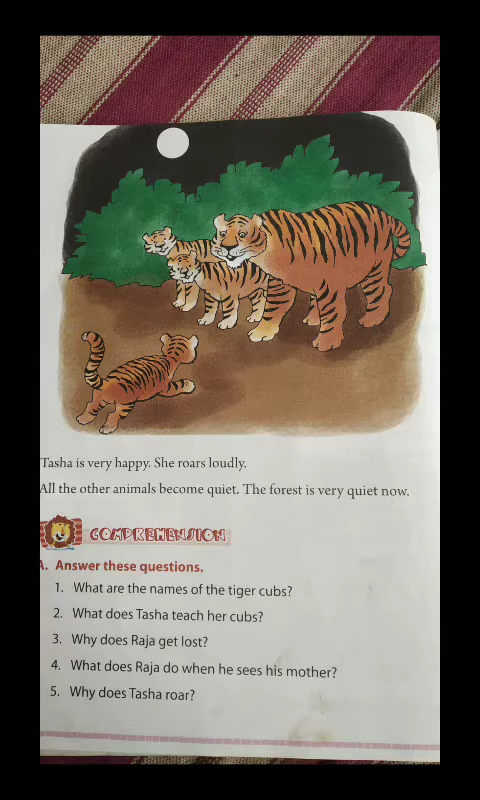 Tasha is very happy. She roars loudly.
All the other animals become quiet. The forest is very quiet now.
COMPREHENSION
A. Answer these questions.
1. What are the names of the tiger cubs?
2. What does Tasha teach her cubs?
3. Why does Raja get lost?
4. What does Raja do when he sees his mother?
5. Why does Tasha roar?